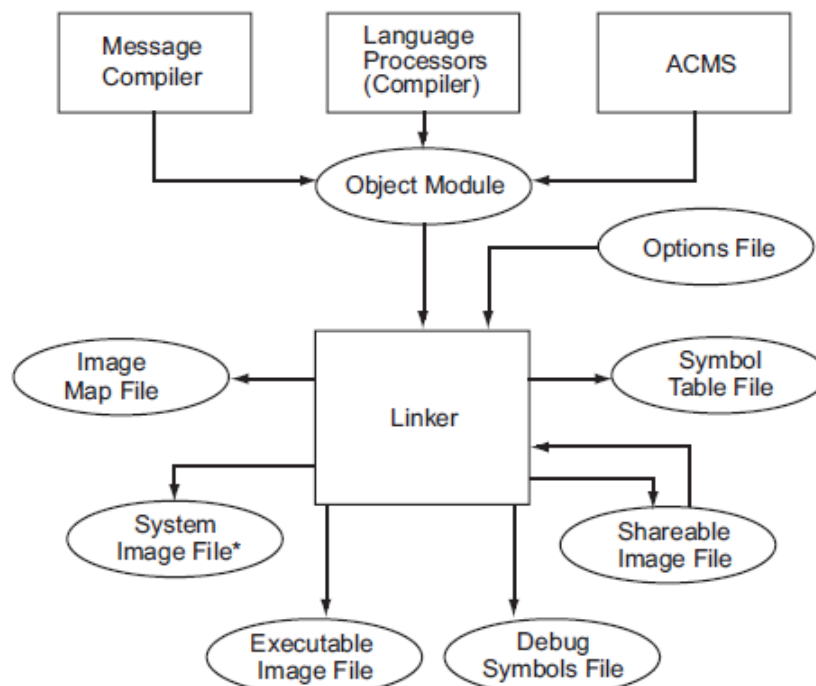 Message
Compiler
Language
Processors
(Compiler)
ACMS
Object Module
Options File
Image
Map File
Symbol
Table File
Linker
System
Image File*
Shareable
Image File
Executable
Image File
Debug
Symbols File